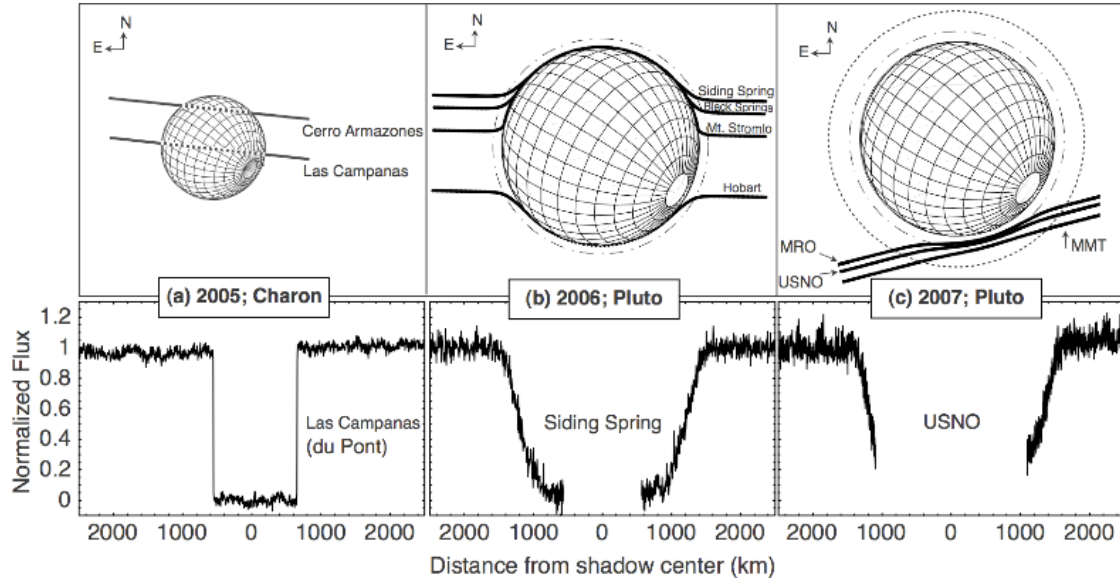 N
E
Cerro Armazones
Las Campanas
(a) 2005; Charon
N
E
Siding Spring
Black Springs
Mt. Stromlo
Hobart
(b) 2006; Pluto
N
E
MRO
USNO
MMT
(c) 2007; Pluto
Normalized Flux
1.2
1
0.8
0.6
0.4
0.2
0
Las Campanas
(du Pont)
Siding Spring
USNO
2000 1000 0 1000 2000
2000 1000 0 1000 2000
2000 1000 0 1000 2000
Distance from shadow center (km)